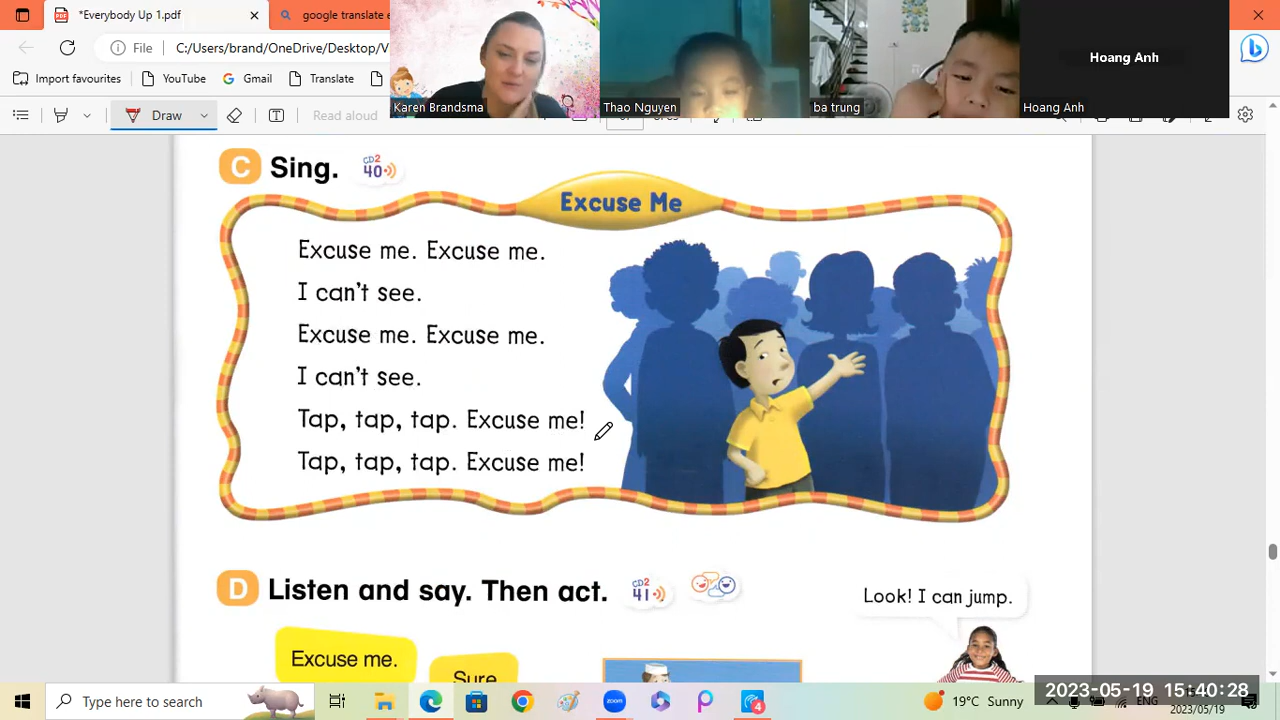 *Everybody Up 1.pdf
google translate e
File
C:/Users/brand/OneDrive/Desktop/V
Import favourites
YouTube
Gmail
Translate
Draw
Read aloud
Karen Brandsma
Thao Nguyen
ba trung
Hoang Anh
Hoang Anh
C Sing. CD2 40
Excuse Me
Excuse me. Excuse me.
I can't see.
Excuse me. Excuse me.
I can't see.
Tap, tap, tap. Excuse me!
Tap, tap, tap. Excuse me!
D Listen and say. Then act. CD2 41
Look! I can jump.
Excuse me.
Sure
Type here to search
4
19°C Sunny
ENG
2023-05-19 15:40:28
2023/05/19